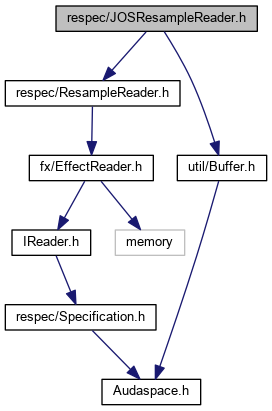 respec/JOSResampleReader.h
respec/ResampleReader.h
fx/EffectReader.h
util/Buffer.h
IReader.h
memory
respec/Specification.h
Audaspace.h